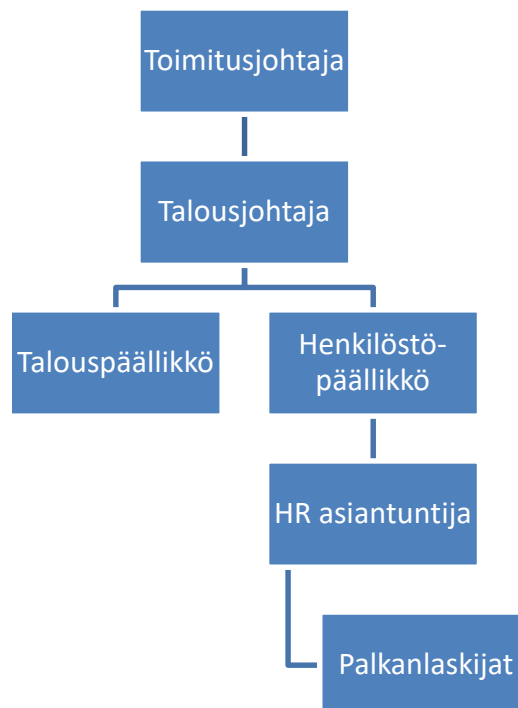 Toimitusjohtaja
Talousjohtaja
Talouspäällikkö
Henkilöstö-
päällikkö
HR asiantuntija
Palkanlaskijat